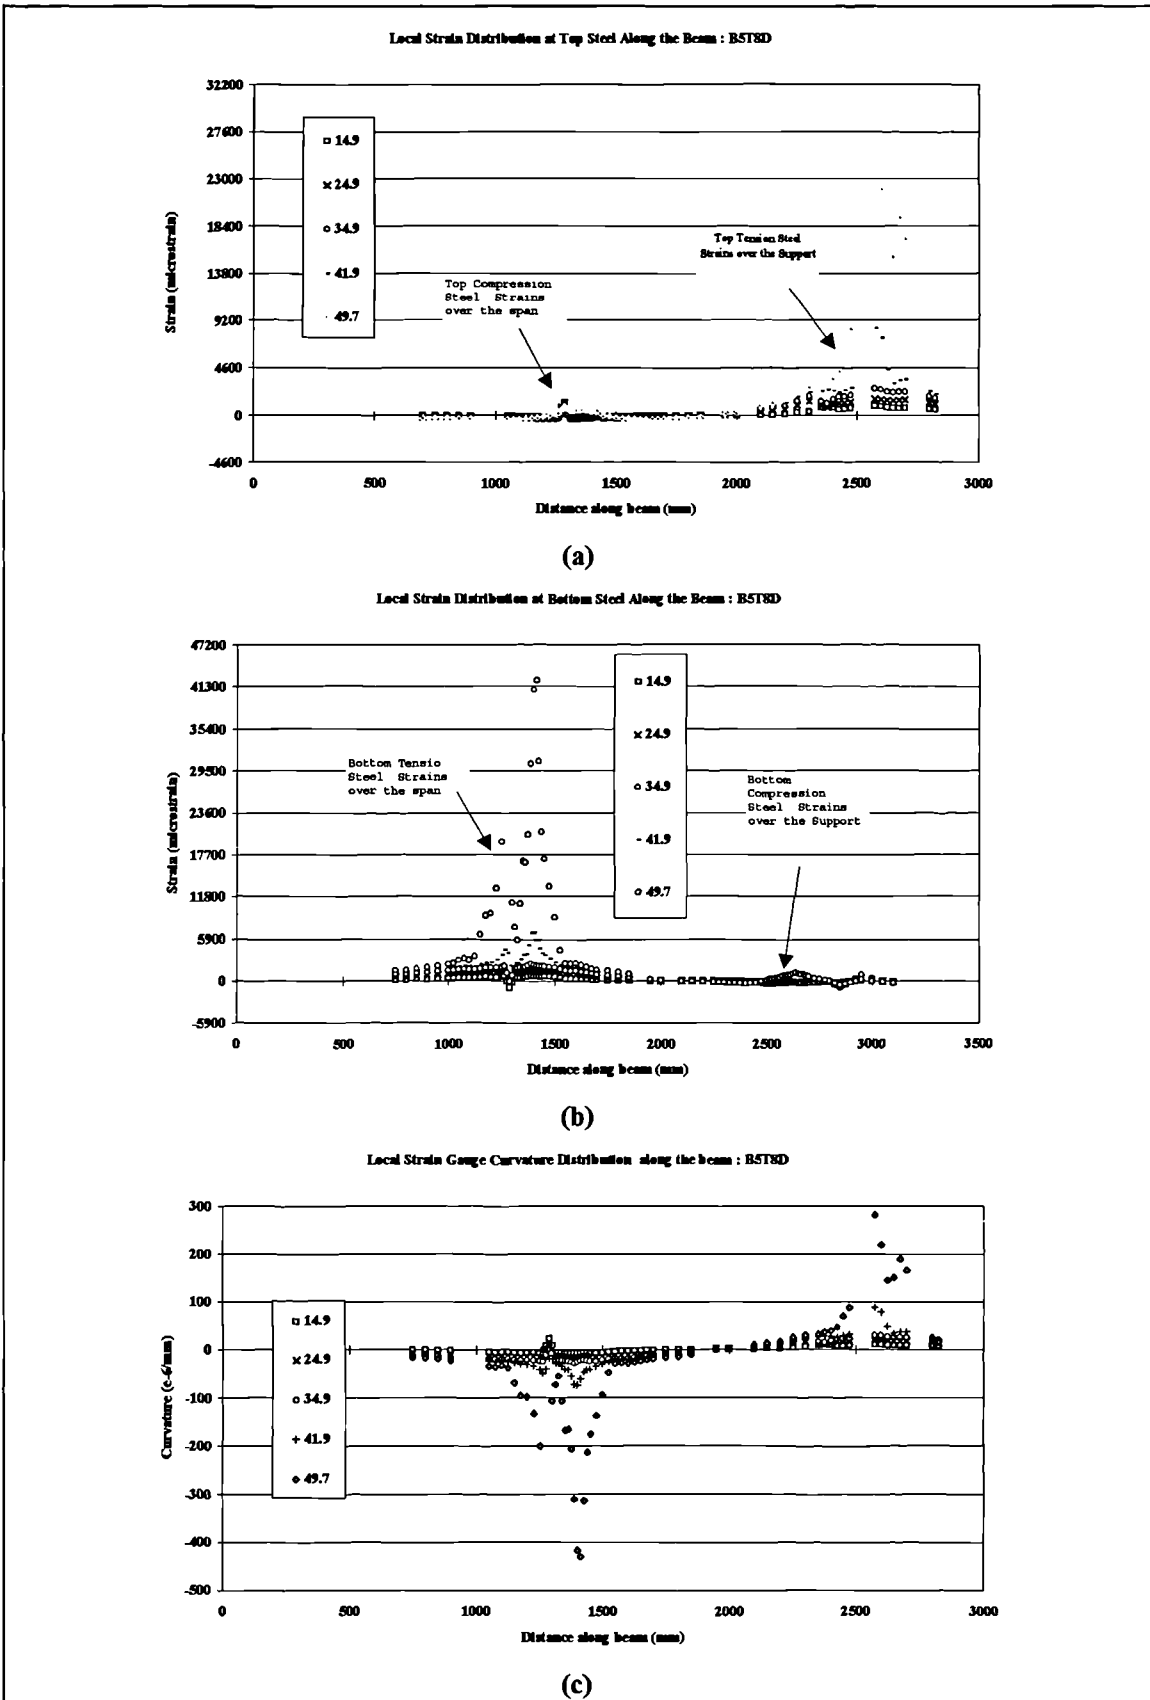 Local Strain Distribution at Top Steel Along the Beam : B5T8D
32200
27600
23000
18400
13800
9200
4600
0
-4600
Strain (microstrain)
14.9
24.9
34.9
41.9
49.7
Top Compression
Steel Strains
over the span
Top Tension Steel
Strains over the Support
0 500 1000 1500 2000 2500 3000
Distance along beam (mm)
(a)
Local Strain Distribution at Bottom Steel Along the Beam : B5T8D
47200
41300
35400
29500
23600
17700
11800
5900
0
-5900
Strain (microstrain)
Bottom Tensio
Steel Strains
over the span
14.9
24.9
34.9
41.9
49.7
Bottom
Compression
Steel Strains
over the Support
0 500 1000 1500 2000 2500 3000 3500
Distance along beam (mm)
(b)
Local Strain Gauge Curvature Distribution along the beam : B5T8D
300
200
100
0
-100
-200
-300
-400
-500
Curvature (e-6/mm)
14.9
24.9
34.9
41.9
49.7
0 500 1000 1500 2000 2500 3000
Distance along beam (mm)
(c)